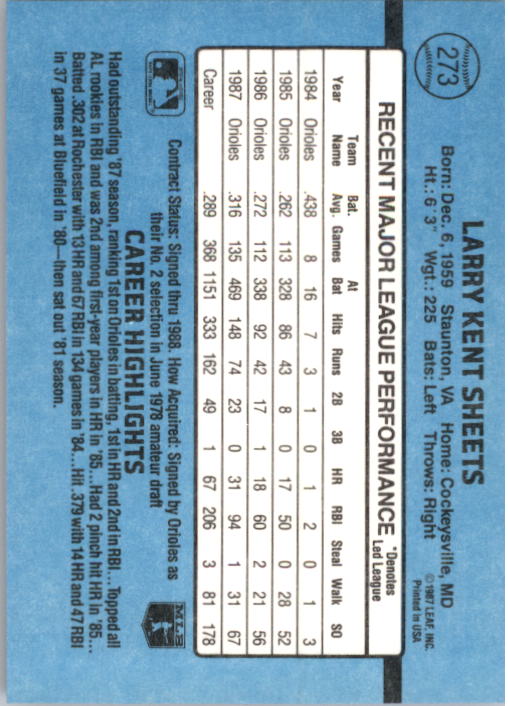 273
LARRY KENT SHEETS
Born: Dec. 6, 1959 Staunton, VA Home: Cockeysville, MD
Ht.: 6'3" Wgt.: 225 Bats: Left Throws: Right
©1987 LEAF, INC.
Printed in USA
RECENT MAJOR LEAGUE PERFORMANCE *Denotes Led League
Year Team Name Bat. Avg. Games At Bat Hits Runs 2B 3B HR RBI Steal Walk SO
1984 Orioles .438 8 16 7 3 1 0 1 2 0 1 3
1985 Orioles .262 113 328 86 43 8 0 17 50 0 28 52
1986 Orioles .272 112 338 92 42 17 1 18 60 2 21 56
1987 Orioles .316 135 469 148 74 23 0 31 94 1 31 67
Career .289 368 1151 333 162 49 1 67 206 3 81 178
Contract Status: Signed thru 1988. How Acquired: Signed by Orioles as
their No. 2 selection in June 1978 amateur draft
CAREER HIGHLIGHTS
Had outstanding '87 season, ranking 1st on Orioles in batting, 1st in HR and 2nd in RBI... Topped all
AL rookies in RBI and was 2nd among first-year players in HR in '85... Had 2 pinch hit HR in '85...
Batted .302 at Rochester with 13 HR and 67 RBI in 134 games in '84... Hit .379 with 14 HR and 47 RBI
in 37 games at Bluefield in '80—then sat out '81 season.
MLB